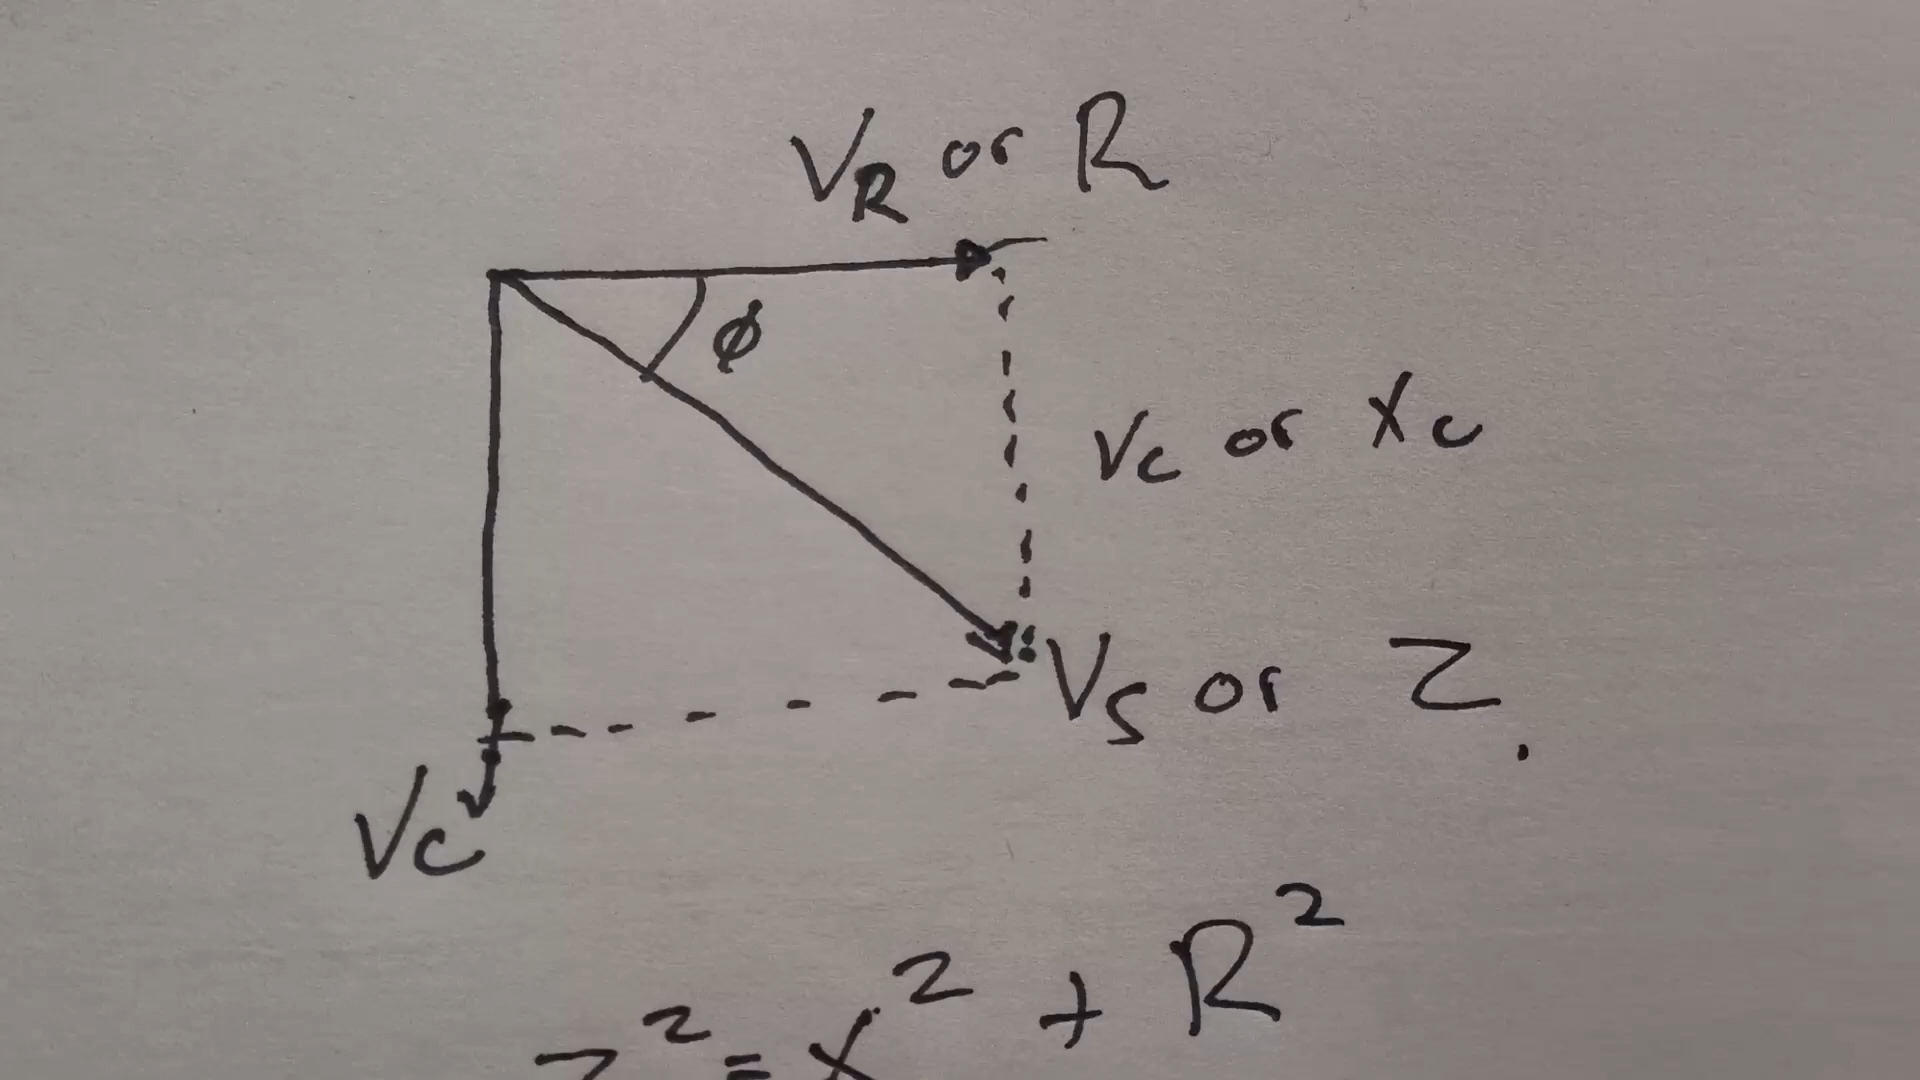 VR or R
ϕ
Vc or Xc
Vs or Z.
Vc
Z² = X² + R²